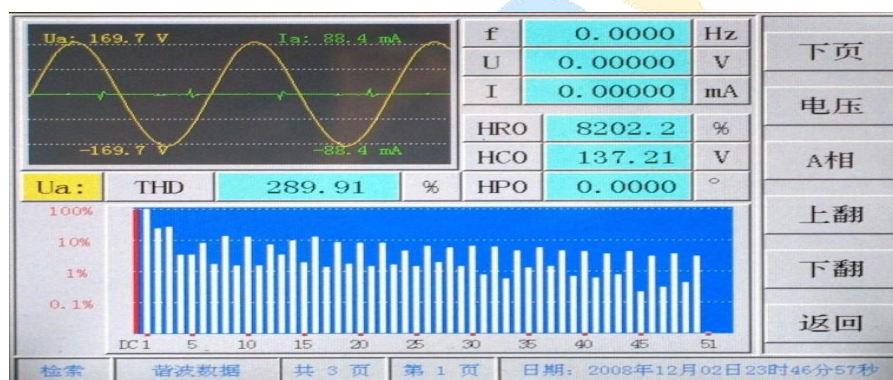 Ua: 169.7 V Ia: 88.4 mA
-169.7 V -88.4 mA
f 0.0000 Hz
U 0.00000 V
I 0.00000 mA
HR0 8202.2 %
HC0 137.21 V
HP0 0.0000 °
Ua: THD 289.91 %
100%
10%
1%
0.1%
DC 1 5 10 15 20 25 30 35 40 45 51
下页
电压
A相
上翻
下翻
返回
检索 谐波数据 共 3 页 第 1 页 日期: 2008年12月02日23时46分57秒